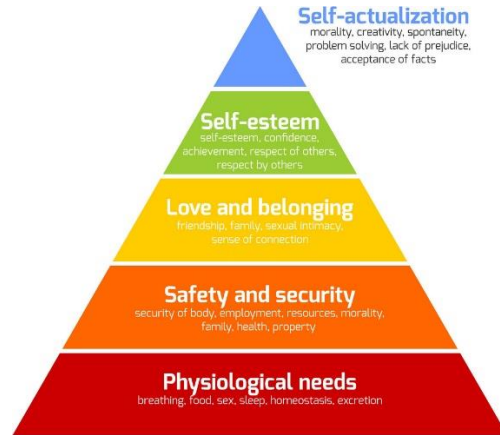 Self-actualization
morality, creativity, spontaneity,
problem solving, lack of prejudice,
acceptance of facts
Self-esteem
self-esteem, confidence,
achievement, respect of others,
respect by others
Love and belonging
friendship, family, sexual intimacy,
sense of connection
Safety and security
security of body, employment, resources, morality,
family, health, property
Physiological needs
breathing, food, sex, sleep, homeostasis, excretion